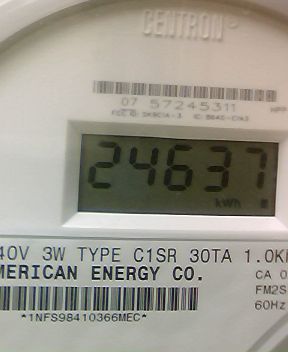 CENTRON®
07 57245311
24637
kWh
40V 3W TYPE C1SR 30TA 1.0K
MERICAN ENERGY CO.
CA 0
FM2S
60Hz
*1NFS98410366MEC*